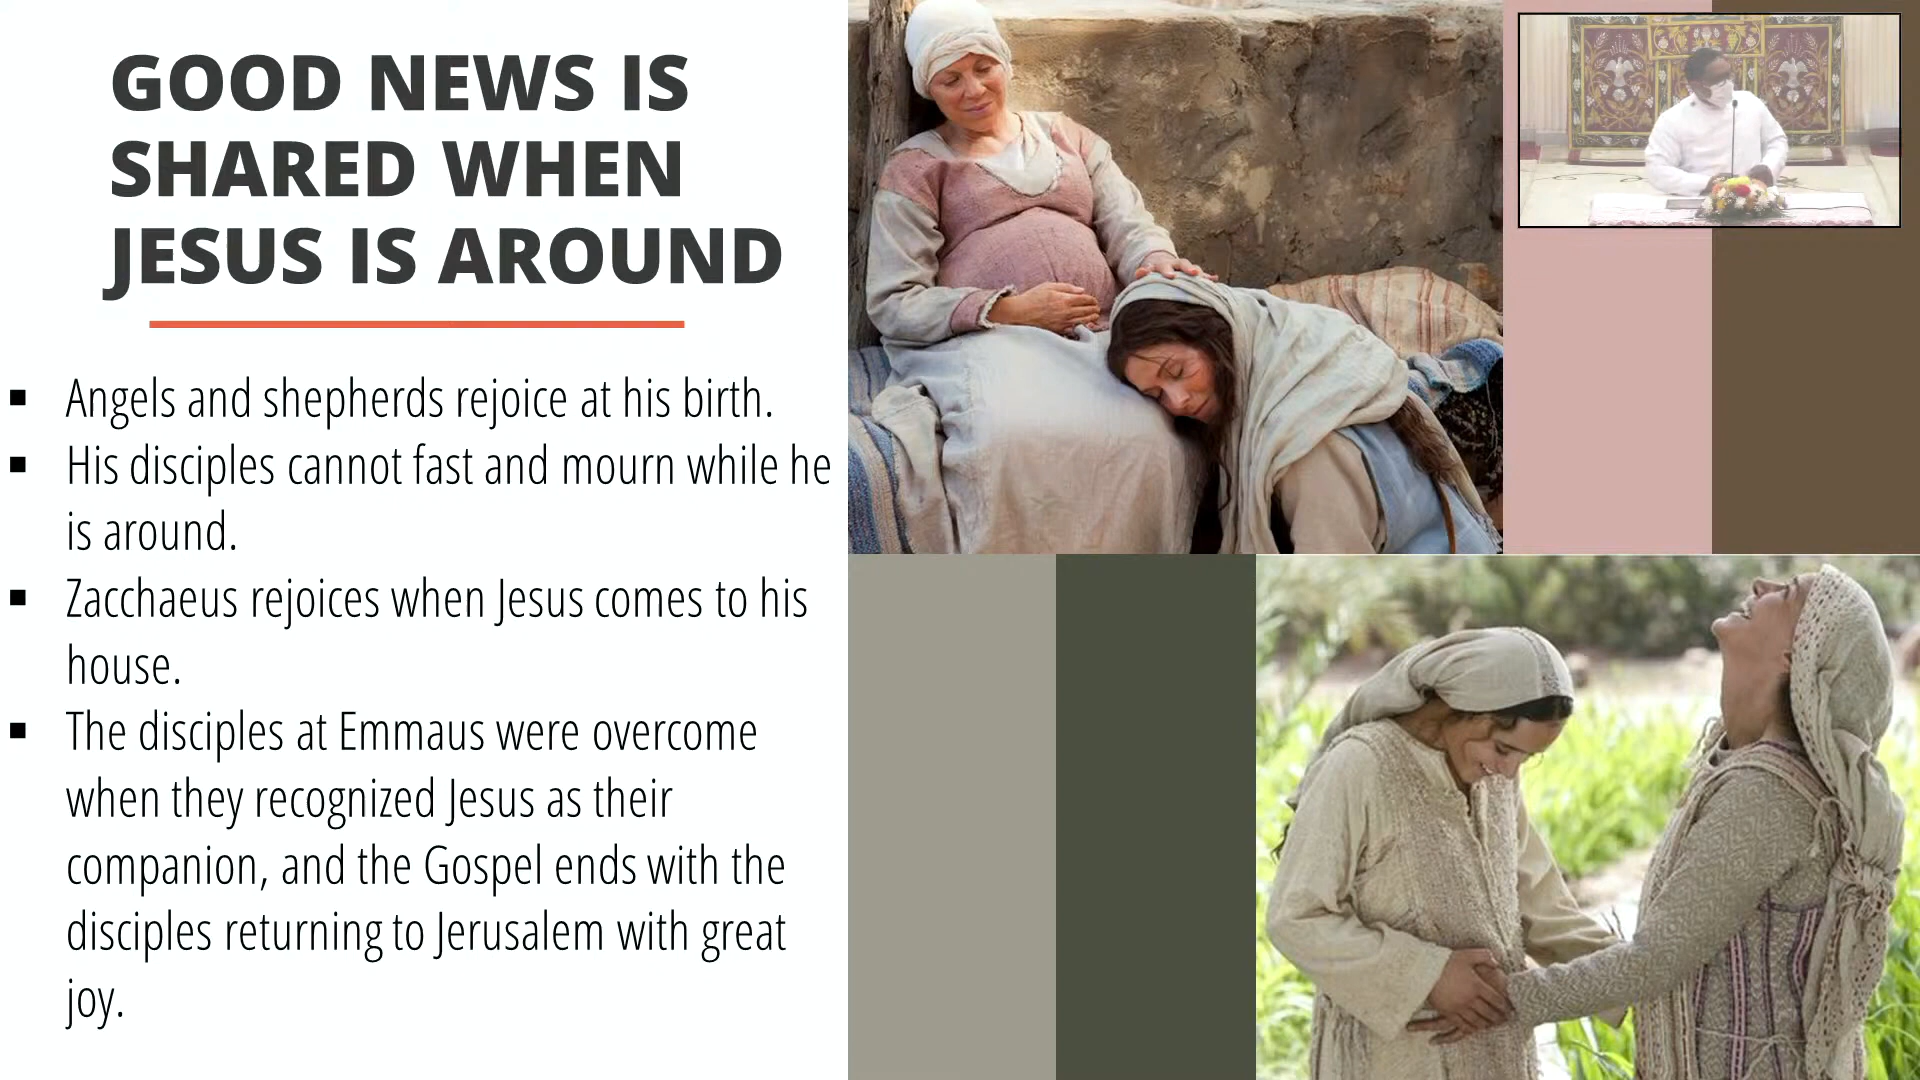 GOOD NEWS IS
SHARED WHEN
JESUS IS AROUND
▪ Angels and shepherds rejoice at his birth.
▪ His disciples cannot fast and mourn while he
is around.
▪ Zacchaeus rejoices when Jesus comes to his
house.
▪ The disciples at Emmaus were overcome
when they recognized Jesus as their
companion, and the Gospel ends with the
disciples returning to Jerusalem with great
joy.